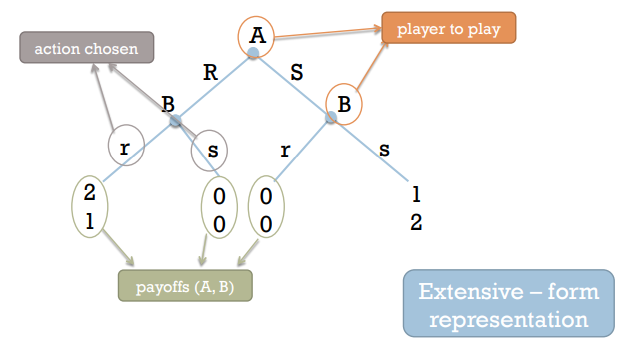 A
player to play
action chosen
R
S
B
B
r
s
r
s
2
1
0
0
0
0
1
2
payoffs (A, B)
Extensive – form
representation